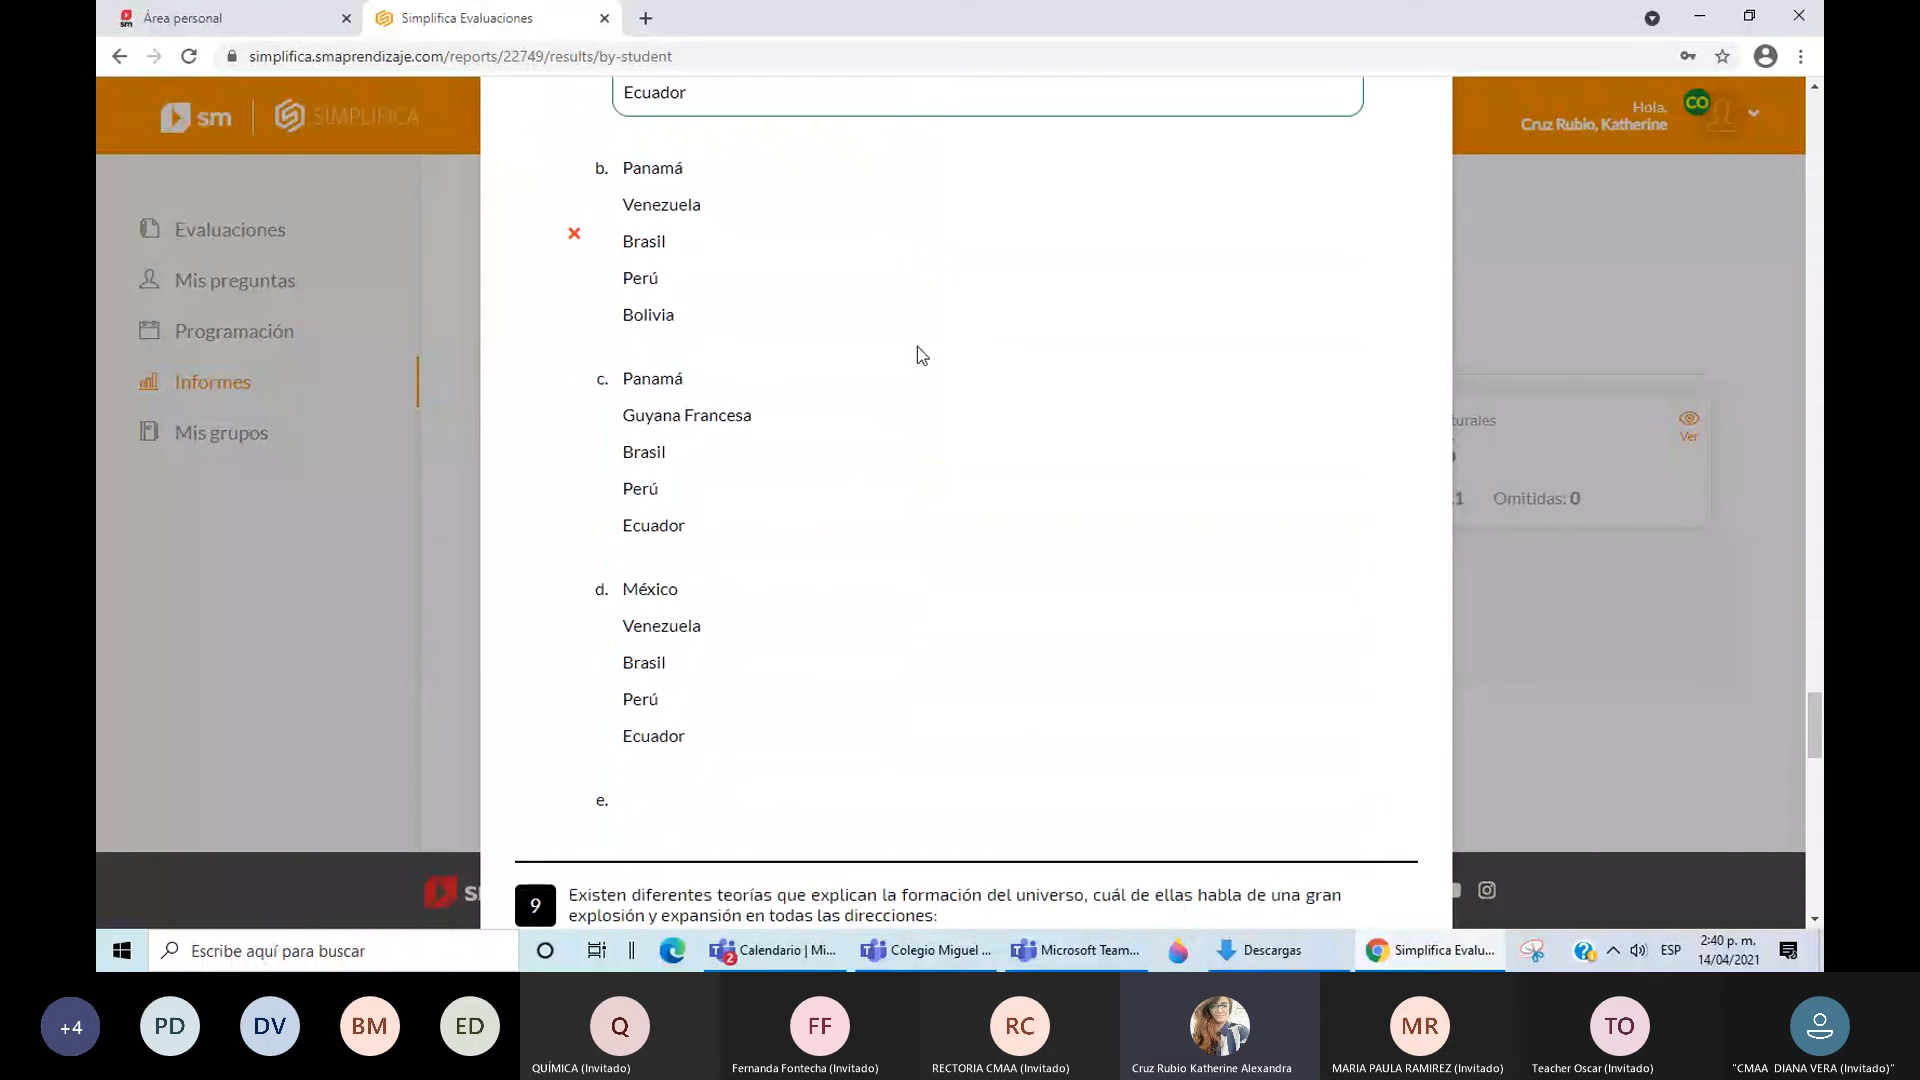 Área personal
Simplifica Evaluaciones
simplifica.smaprendizaje.com/reports/22749/results/by-student
sm
SIMPLIFICA
Hola,
Cruz Rubio, Katherine
CO
Evaluaciones
Mis preguntas
Programación
Informes
Mis grupos
Ecuador
b. Panamá
Venezuela
Brasil
Perú
Bolivia
c. Panamá
Guyana Francesa
Brasil
Perú
Ecuador
d. México
Venezuela
Brasil
Perú
Ecuador
e.
urales
Ver
1 Omitidas: 0
9 Existen diferentes teorías que explican la formación del universo, cuál de ellas habla de una gran
explosión y expansión en todas las direcciones:
Escribe aquí para buscar
2
Calendario | Mi...
Colegio Miguel ...
Microsoft Team...
Descargas
Simplifica Evalu...
ESP
2:40 p. m.
14/04/2021
+4
PD
DV
BM
ED
Q
FF
RC
MR
TO
QUÍMICA (Invitado)
Fernanda Fontecha (Invitado)
RECTORIA CMAA (Invitado)
Cruz Rubio Katherine Alexandra
MARIA PAULA RAMIREZ (Invitado)
Teacher Oscar (Invitado)
"CMAA DIANA VERA (Invitado)"